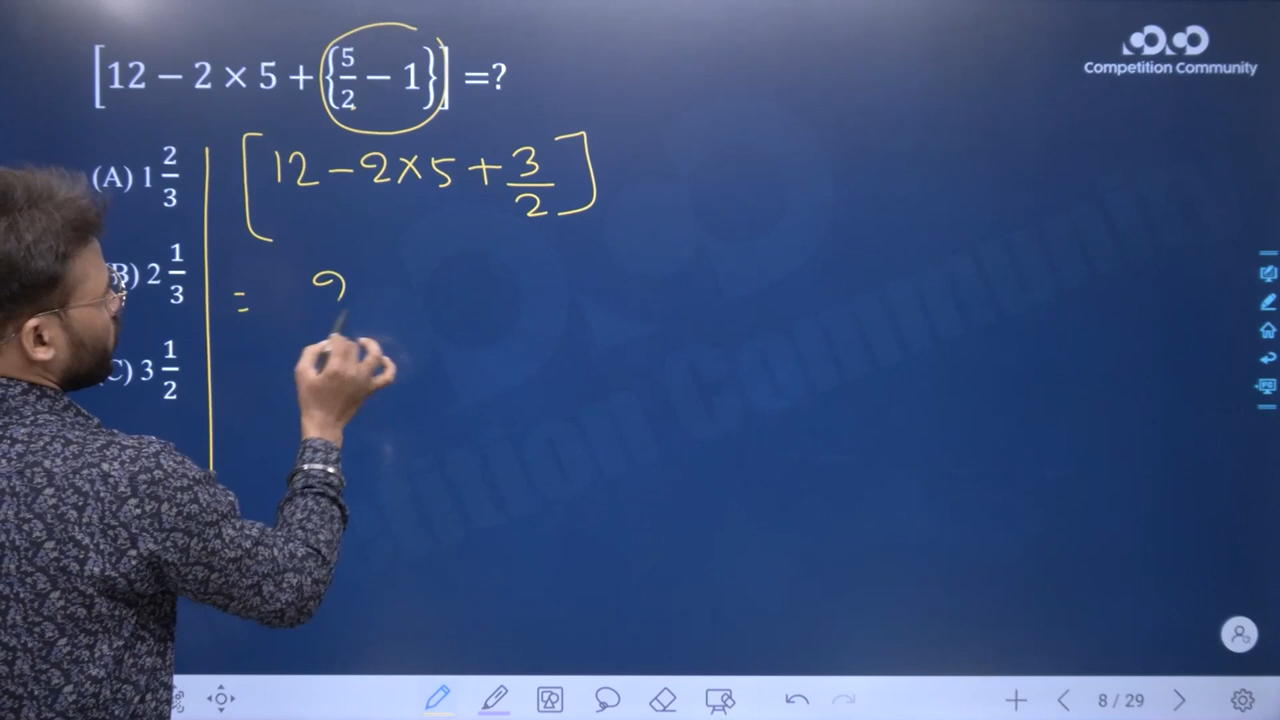 [12 − 2 × 5 + {5/2 − 1}] =?
Competition Community
[12 − 2 × 5 + 3/2]
(A) 1 2/3
B) 2 1/3
=
C) 3 1/2
8 / 29